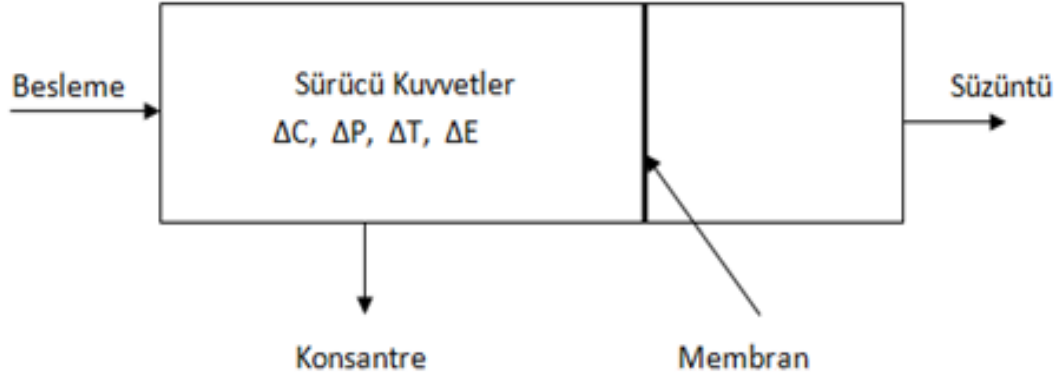 Besleme
Sürücü Kuvvetler
ΔC, ΔP, ΔT, ΔE
Süzüntü
Konsantre
Membran